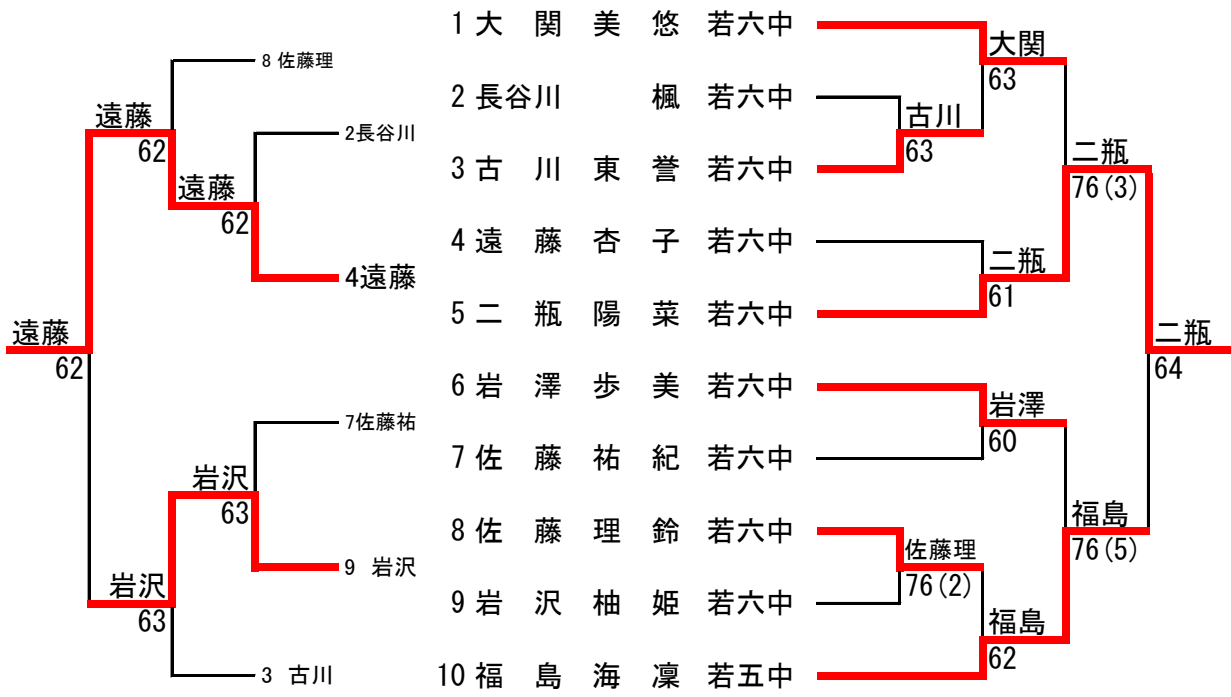 8 佐藤理
遠藤
62
2長谷川
遠藤
62
4遠藤
遠藤
62
7佐藤祐
岩沢
63
9 岩沢
岩沢
63
3 古川
1 大関美悠 若六中
2 長谷川 楓 若六中
3 古川東誉 若六中
4 遠藤杏子 若六中
5 二瓶陽菜 若六中
6 岩澤歩美 若六中
7 佐藤祐紀 若六中
8 佐藤理鈴 若六中
9 岩沢柚姫 若六中
10 福島海凜 若五中
大関
63
古川
63
二瓶
76(3)
二瓶
61
二瓶
64
岩澤
60
福島
76(5)
佐藤理
76(2)
福島
62